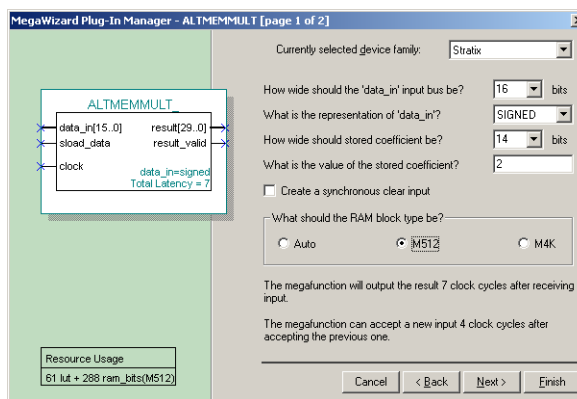 MegaWizard Plug-In Manager - ALTMEMMULT [page 1 of 2]
Currently selected device family: Stratix
ALTMEMMULT
data_in[15..0] result[29..0]
sload_data result_valid
clock
data_in=signed
Total Latency = 7
How wide should the 'data_in' input bus be? 16 bits
What is the representation of 'data_in'? SIGNED
How wide should stored coefficient be? 14 bits
What is the value of the stored coefficient? 2
Create a synchronous clear input
What should the RAM block type be?
Auto M512 M4K
The megafunction will output the result 7 clock cycles after receiving
input.
The megafunction can accept a new input 4 clock cycles after
accepting the previous one.
Resource Usage
61 lut + 288 ram_bits(M512)
Cancel < Back Next > Finish